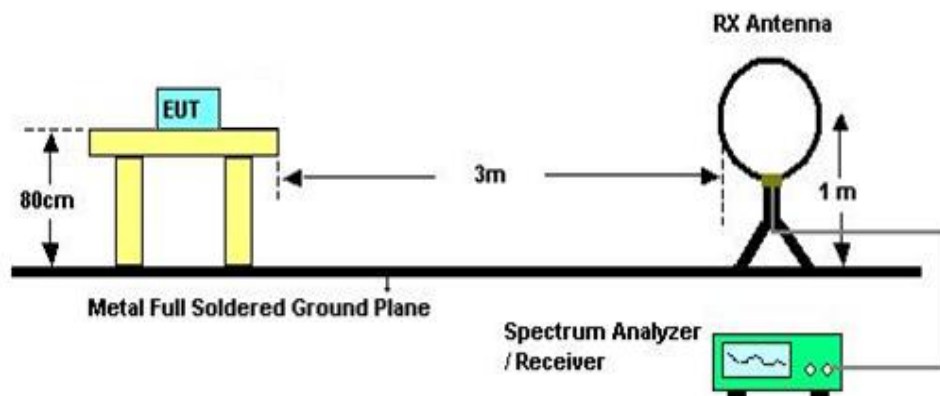 RX Antenna
EUT
80cm
3m
1 m
Metal Full Soldered Ground Plane
Spectrum Analyzer
/ Receiver